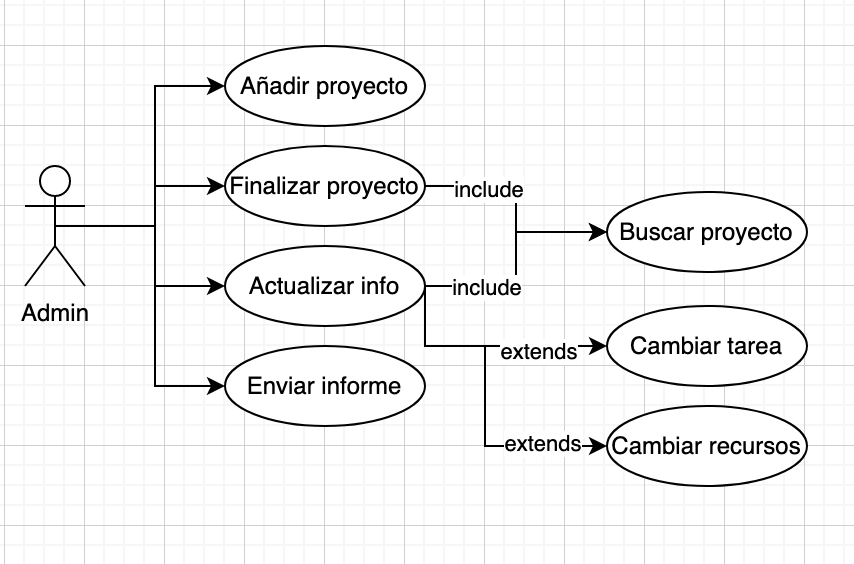 Añadir proyecto
Finalizar proyecto
include
Buscar proyecto
Actualizar info
include
Admin
Cambiar tarea
extends
Enviar informe
extends
Cambiar recursos